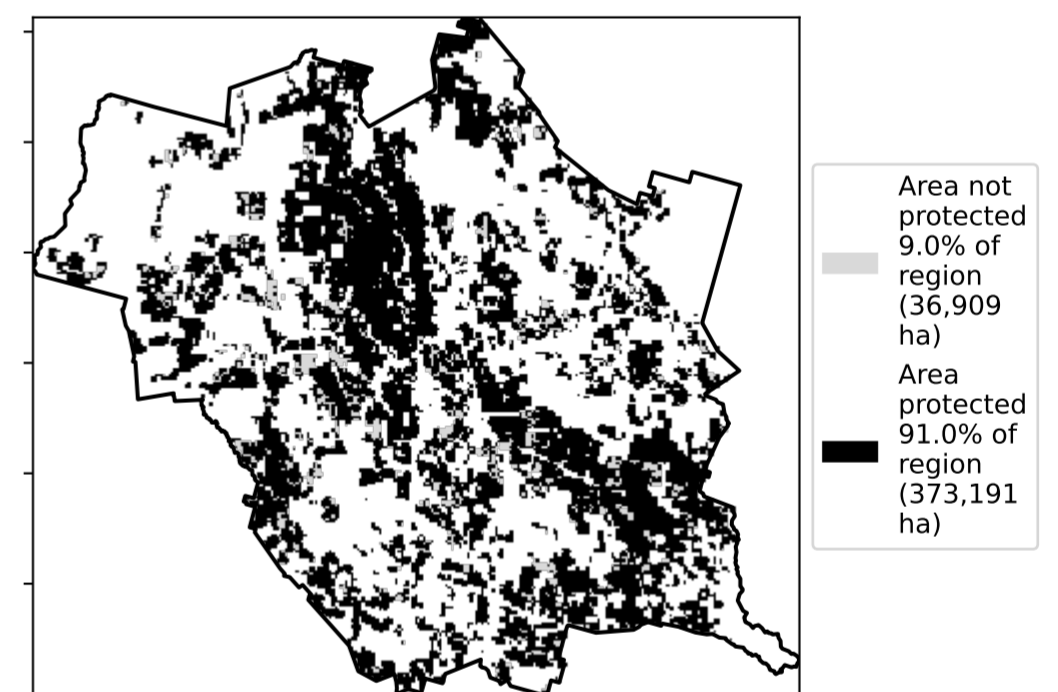 Area not
protected
9.0% of
region
(36,909
ha)
Area
protected
91.0% of
region
(373,191
ha)